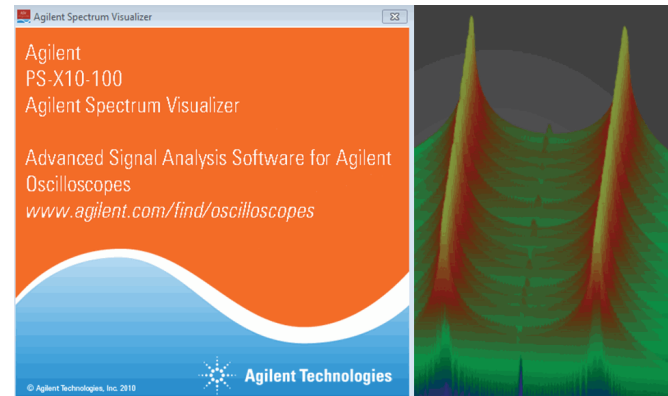 Agilent Spectrum Visualizer
Agilent
PS-X10-100
Agilent Spectrum Visualizer
Advanced Signal Analysis Software for Agilent
Oscilloscopes
www.agilent.com/find/oscilloscopes
Agilent Technologies
© Agilent Technologies, Inc. 2010